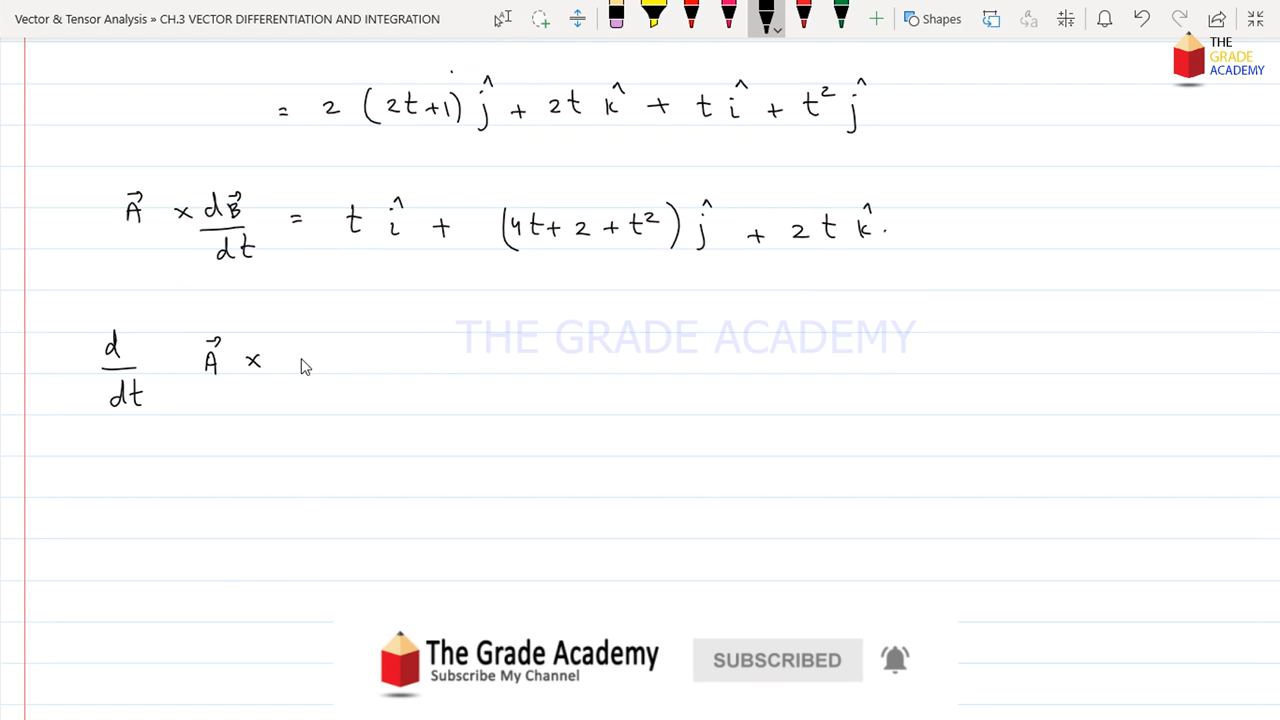 Vector & Tensor Analysis » CH.3 VECTOR DIFFERENTIATION AND INTEGRATION
Shapes
THE
GRADE
ACADEMY
= 2 (2t+1) ĵ + 2t k̂ + t î + t² ĵ
A⃗ × dB⃗/dt = t î + (4t+2+t²) ĵ + 2t k̂.
THE GRADE ACADEMY
d/dt A⃗ ×
The Grade Academy
Subscribe My Channel
SUBSCRIBED